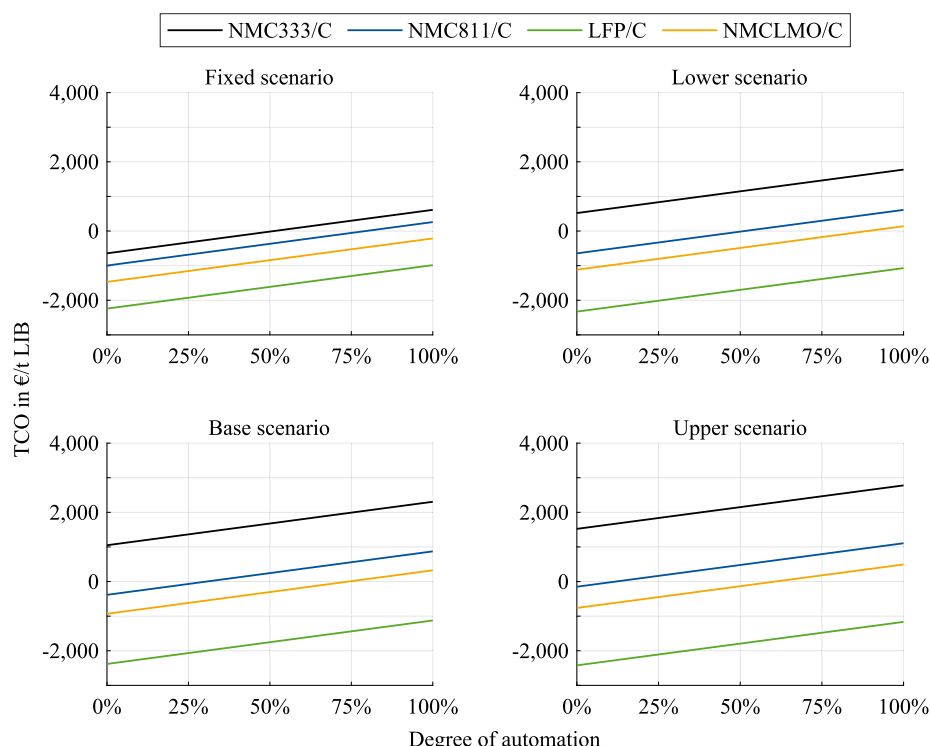 NMC333/C NMC811/C LFP/C NMCLMO/C
Fixed scenario
4,000
2,000
0
-2,000
0% 25% 50% 75% 100%
Lower scenario
4,000
2,000
0
-2,000
0% 25% 50% 75% 100%
TCO in €/t LIB
Base scenario
4,000
2,000
0
-2,000
0% 25% 50% 75% 100%
Upper scenario
4,000
2,000
0
-2,000
0% 25% 50% 75% 100%
Degree of automation